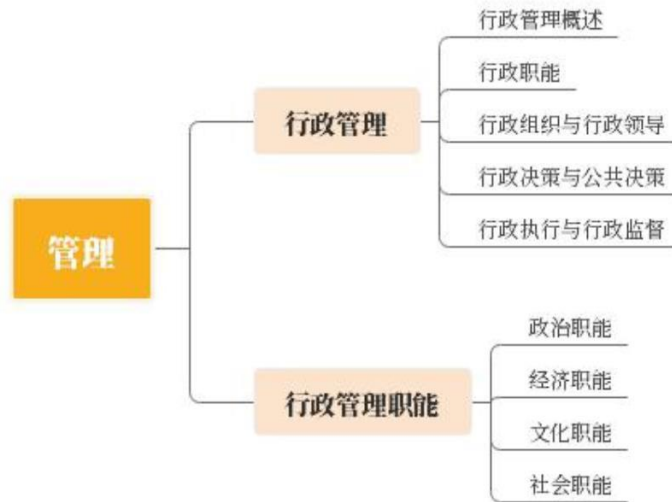 管理
行政管理
行政管理概述
行政职能
行政组织与行政领导
行政决策与公共决策
行政执行与行政监督
行政管理职能
政治职能
经济职能
文化职能
社会职能